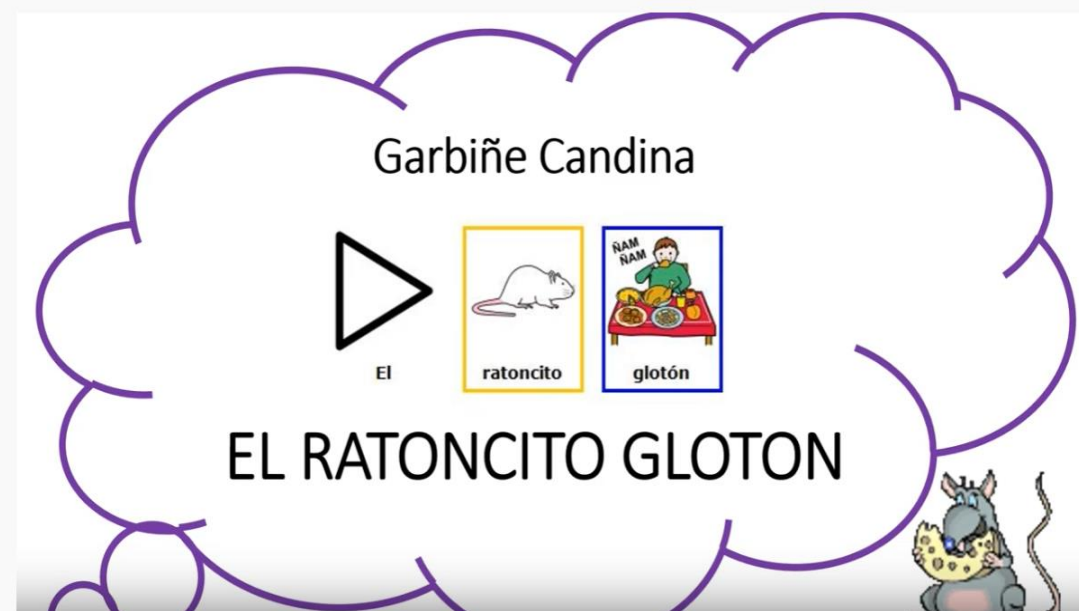 Garbiñe Candina
ÑAM
ÑAM
El ratoncito glotón
EL RATONCITO GLOTON